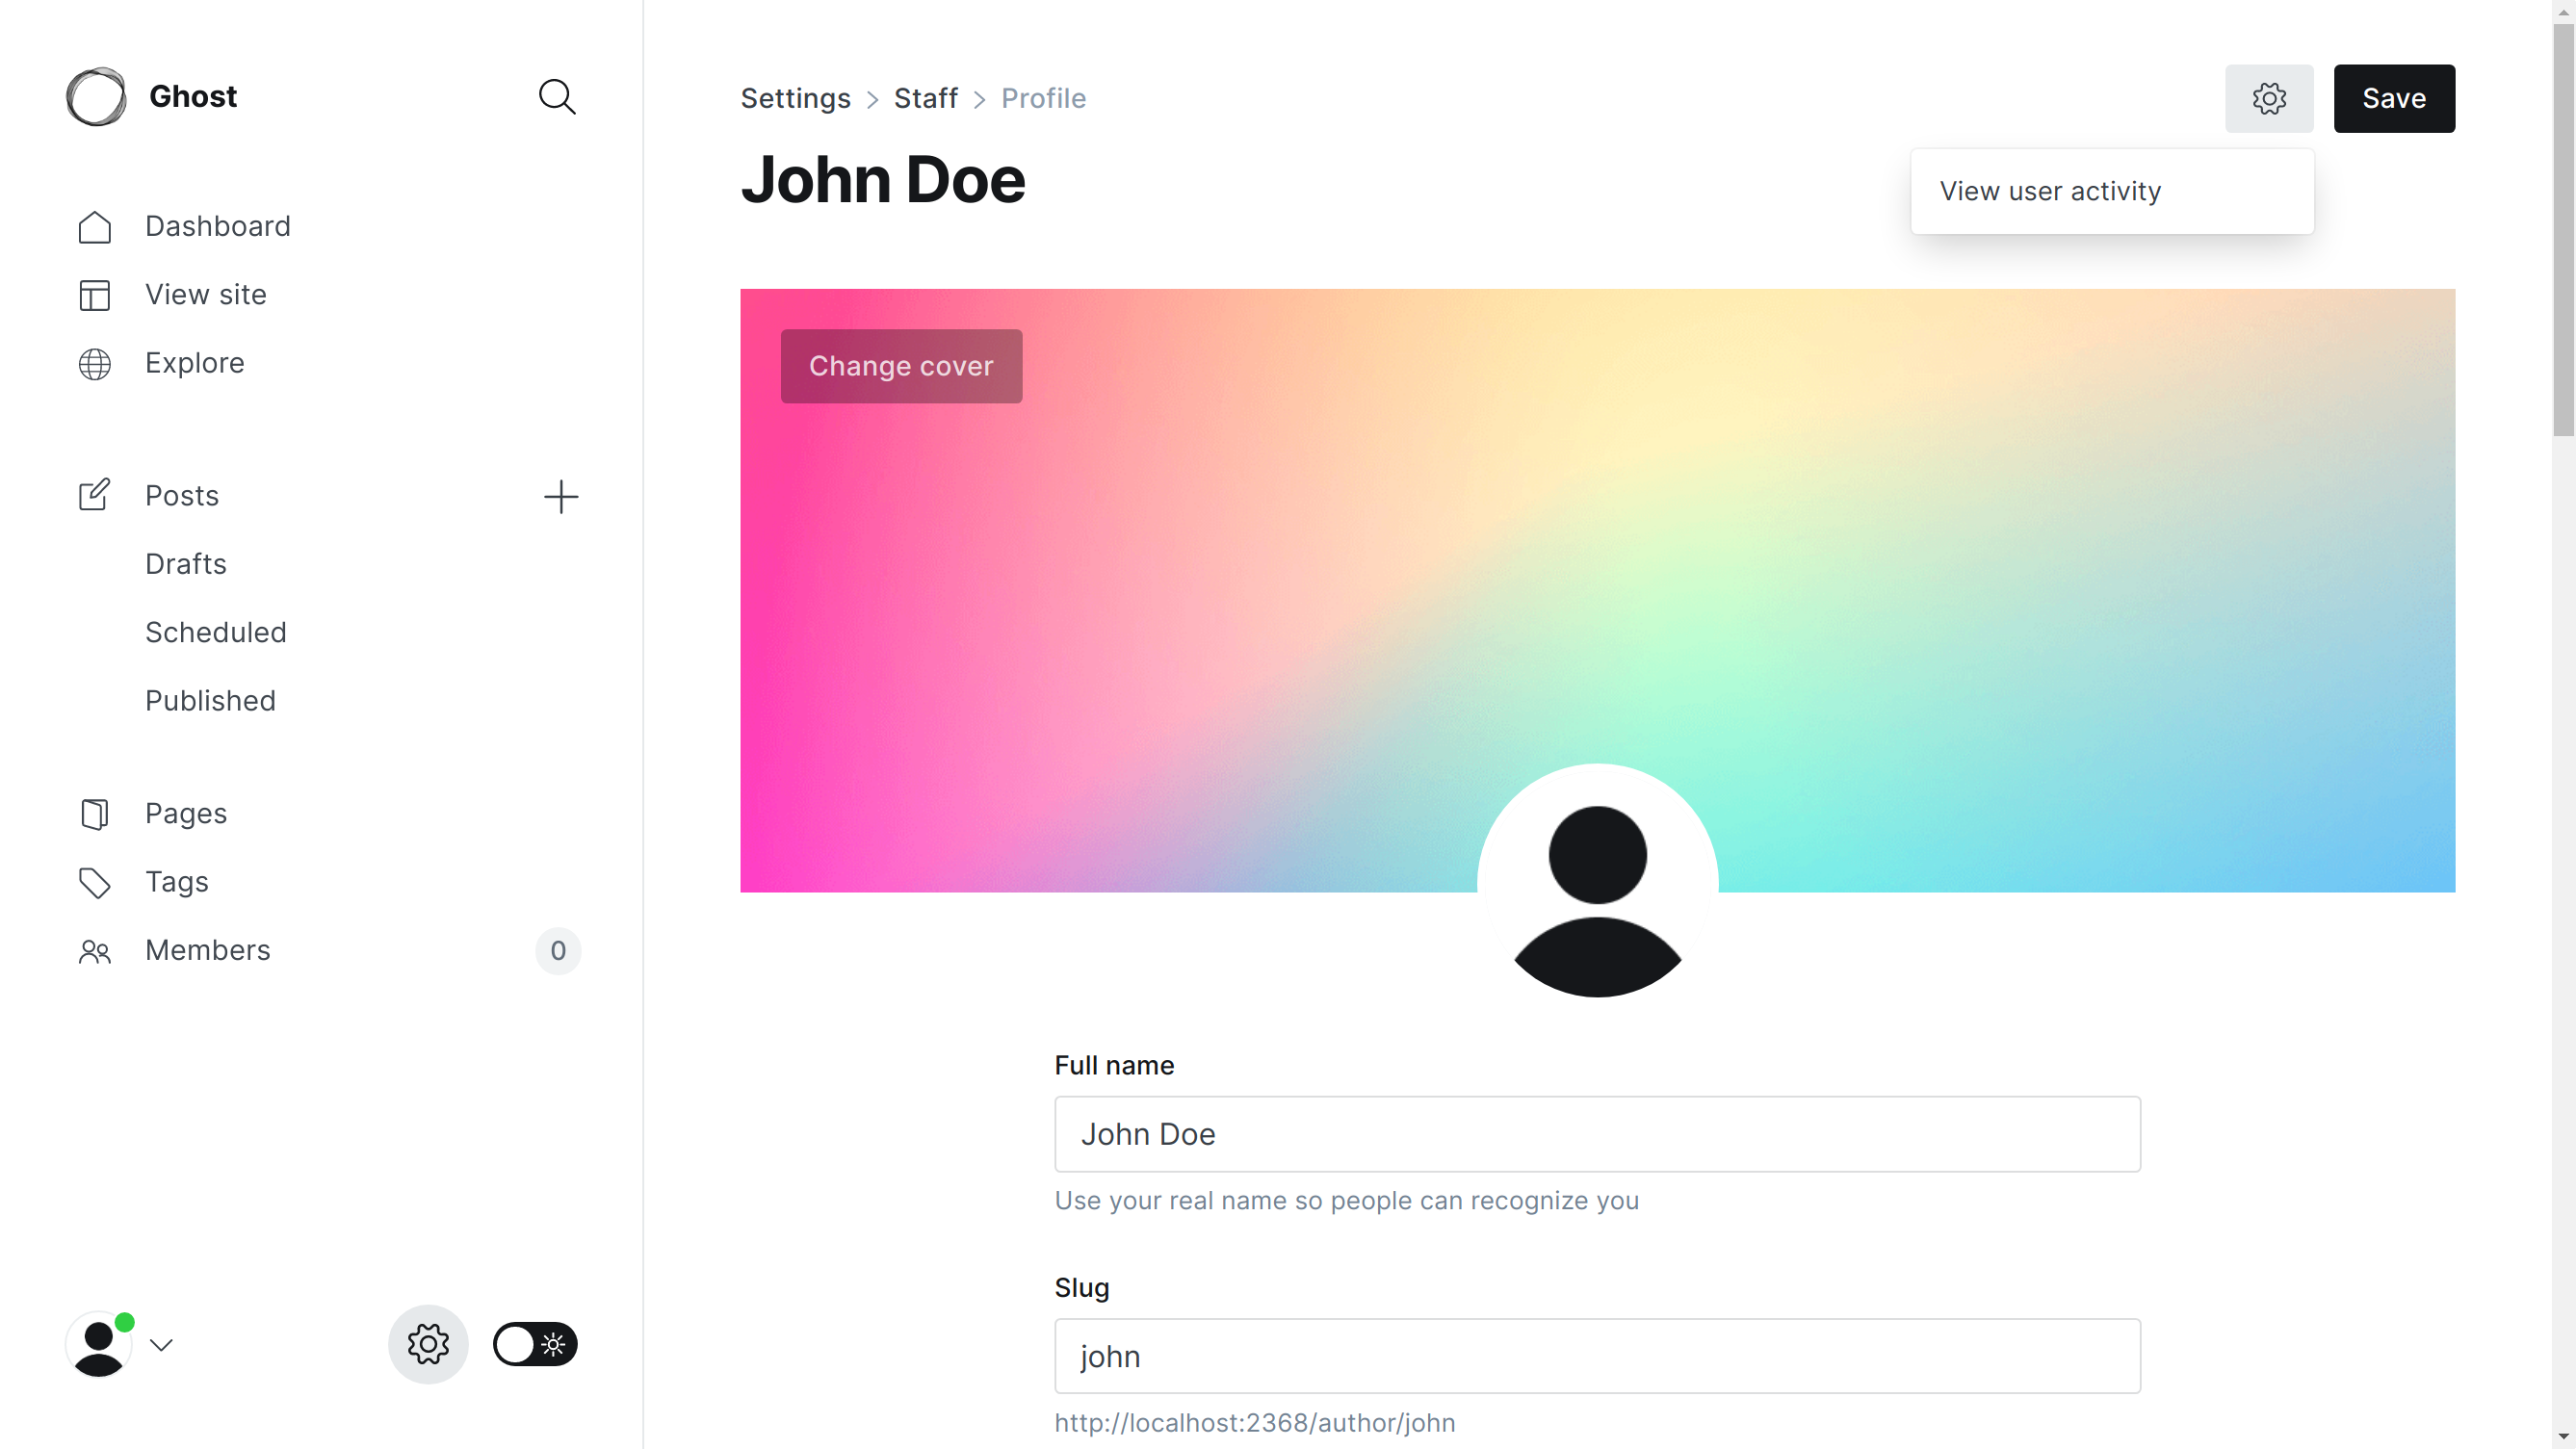 Ghost
Dashboard
View site
Explore
Posts
Drafts
Scheduled
Published
Pages
Tags
Members
0
Settings > Staff > Profile
Save
John Doe
View user activity
Change cover
Full name
John Doe
Use your real name so people can recognize you
Slug
john
http://localhost:2368/author/john